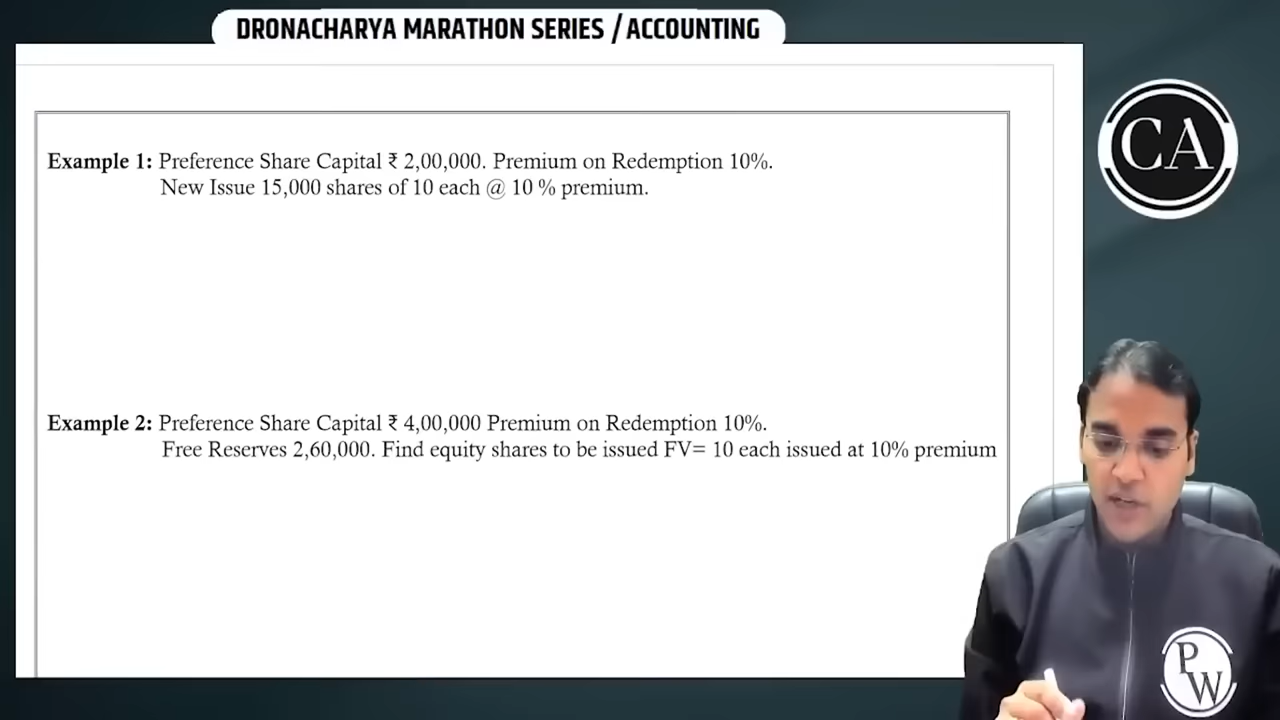 DRONACHARYA MARATHON SERIES / ACCOUNTING
CA
Example 1: Preference Share Capital ₹ 2,00,000. Premium on Redemption 10%.
New Issue 15,000 shares of 10 each @ 10 % premium.
Example 2: Preference Share Capital ₹ 4,00,000 Premium on Redemption 10%.
Free Reserves 2,60,000. Find equity shares to be issued FV= 10 each issued at 10% premium
P
W